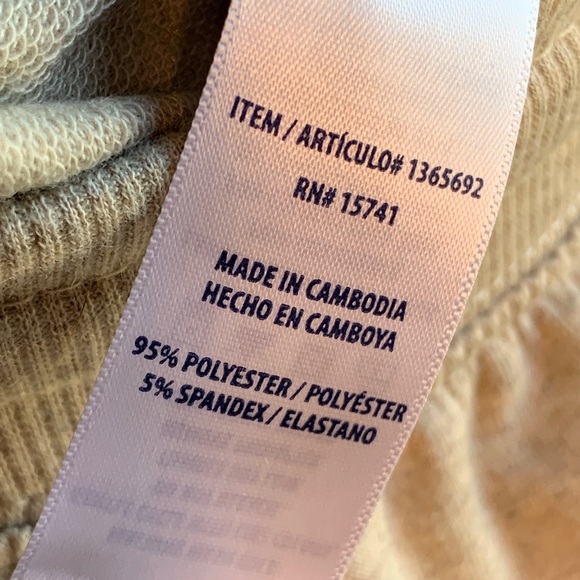 ITEM / ARTÍCULO# 1365692
RN# 15741
MADE IN CAMBODIA
HECHO EN CAMBOYA
95% POLYESTER / POLYÉSTER
5% SPANDEX / ELASTANO